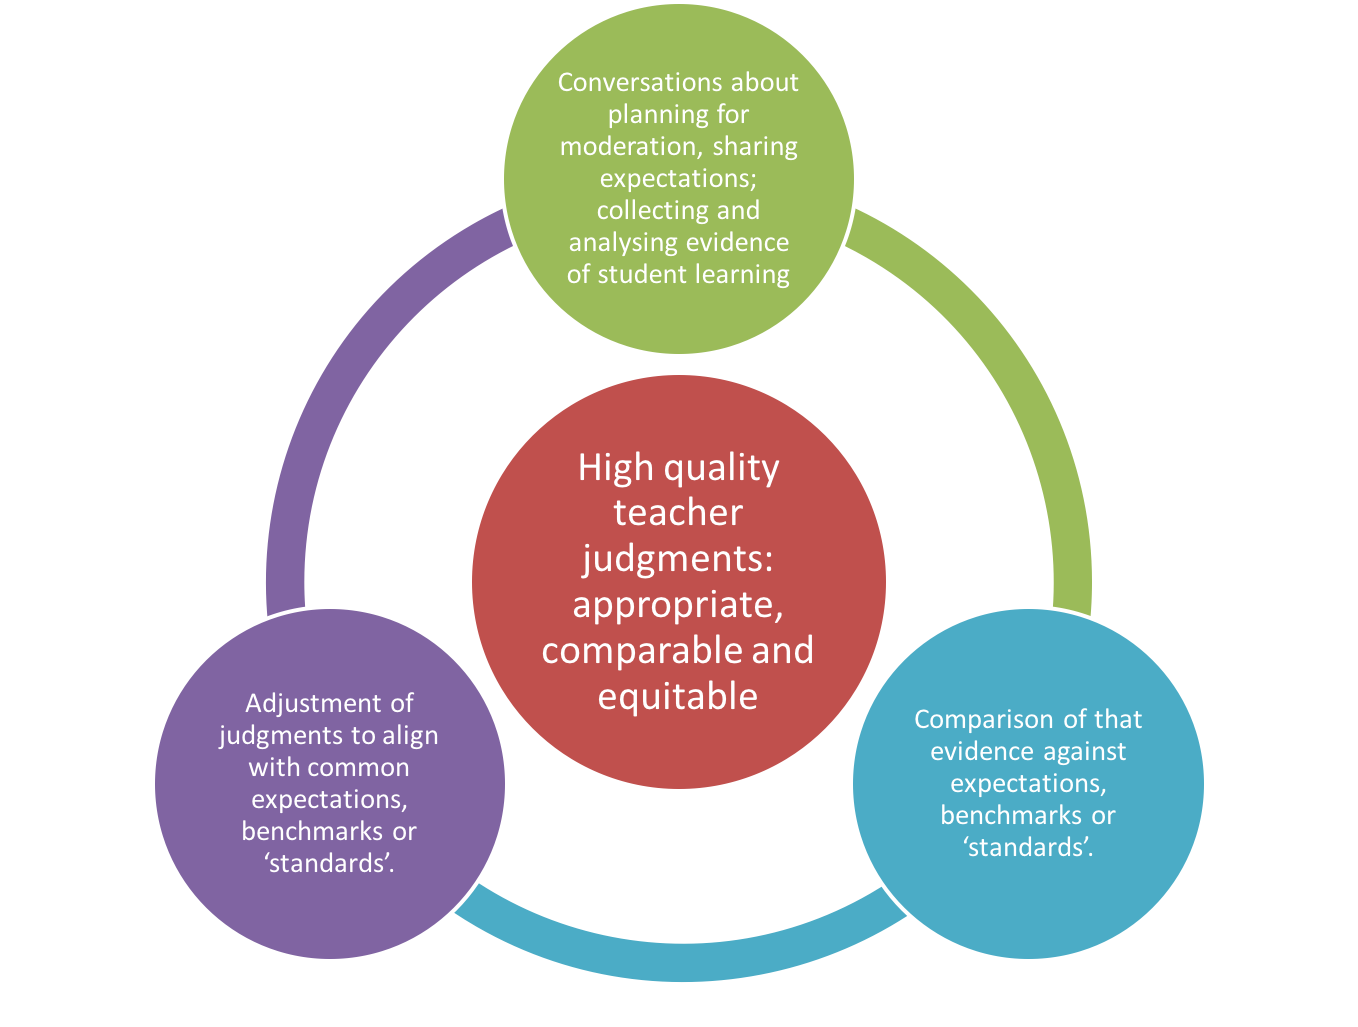 Conversations about
planning for
moderation, sharing
expectations;
collecting and
analysing evidence
of student learning
High quality
teacher
judgments:
appropriate,
comparable and
equitable
Adjustment of
judgments to align
with common
expectations,
benchmarks or
‘standards’.
Comparison of that
evidence against
expectations,
benchmarks or
‘standards’.